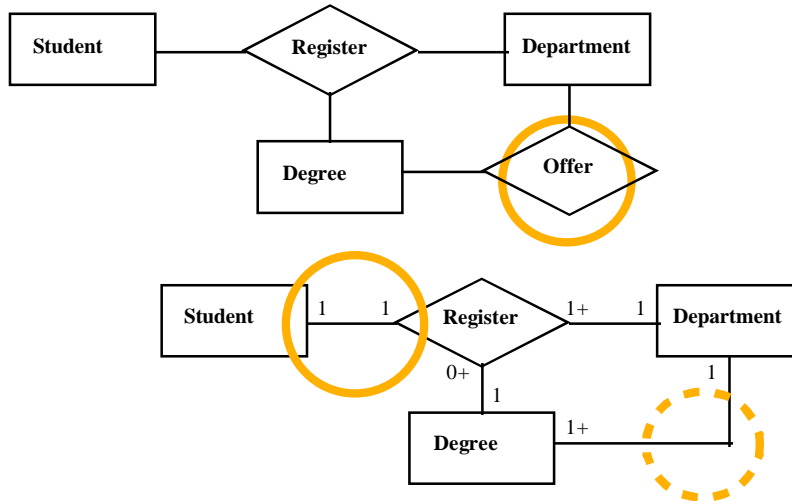 Student
Register
Department
Degree
Offer
Student
1
1
Register
1+
1
Department
0+
1
1
Degree
1+